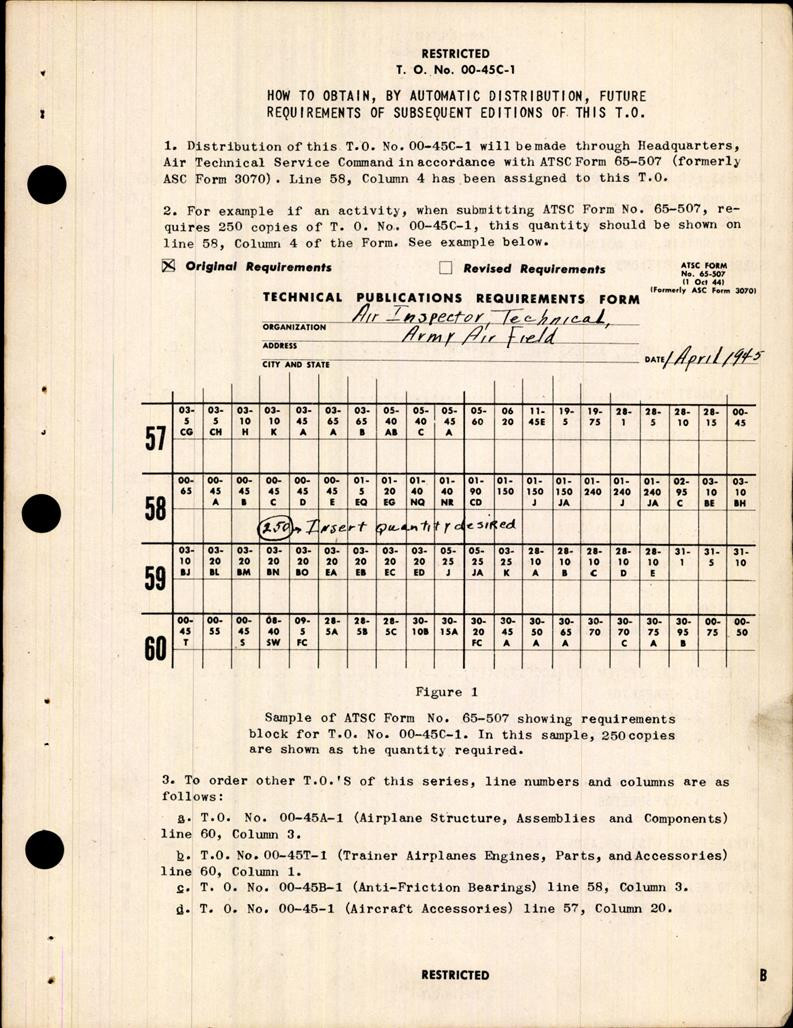 RESTRICTED
T. O. No. 00-45C-1
HOW TO OBTAIN, BY AUTOMATIC DISTRIBUTION, FUTURE
REQUIREMENTS OF SUBSEQUENT EDITIONS OF THIS T.O.
1. Distribution of this T.O. No. 00-45C-1 will be made through Headquarters,
Air Technical Service Command in accordance with ATSC Form 65-507 (formerly
ASC Form 3070). Line 58, Column 4 has been assigned to this T.O.
2. For example if an activity, when submitting ATSC Form No. 65-507, re-
quires 250 copies of T. O. No. 00-45C-1, this quantity should be shown on
line 58, Column 4 of the Form. See example below.
☒ Original Requirements ☐ Revised Requirements
ATSC FORM
No. 65-507
(1 Oct 44)
(Formerly ASC Form 3070)
TECHNICAL PUBLICATIONS REQUIREMENTS FORM
Air Inspector, Technical,
ORGANIZATION
Army Air Field
ADDRESS
CITY AND STATE
DATE 1 April 1945
57
03- 03- 03- 03- 03- 03- 03- 05- 05- 05- 05- 06 11- 19- 19- 28- 28- 28- 28- 00-
5 5 10 10 45 65 65 40 40 45 60 20 45E 5 75 1 5 10 15 45
CG CH H K A A B AB C A
58
00- 00- 00- 00- 00- 00- 01- 01- 01- 01- 01- 01- 01- 01- 01- 01- 01- 02- 03- 03-
65 45 45 45 45 45 5 20 40 40 90 150 150 150 240 240 240 95 10 10
A B C D E EQ EG NQ NR CD J JA J JA C BE BH
250 Insert quantity desired
59
03- 03- 03- 03- 03- 03- 03- 03- 03- 05- 05- 03- 28- 28- 28- 28- 28- 31- 31- 31-
10 20 20 20 20 20 20 20 20 25 25 25 10 10 10 10 10 1 5 10
BJ BL BM BN BO EA EB EC ED J JA K A B C D E
60
00- 00- 00- 08- 09- 28- 28- 28- 30- 30- 30- 30- 30- 30- 30- 30- 30- 30- 00- 00-
45 55 45 40 5 5A 5B 5C 10B 15A 20 45 50 65 70 70 75 95 75 50
T S SW FC FC A A A C A B
Figure 1
Sample of ATSC Form No. 65-507 showing requirements
block for T.O. No. 00-45C-1. In this sample, 250 copies
are shown as the quantity required.
3. To order other T.O.'S of this series, line numbers and columns are as
follows:
a. T.O. No. 00-45A-1 (Airplane Structure, Assemblies and Components)
line 60, Column 3.
b. T.O. No. 00-45T-1 (Trainer Airplanes Engines, Parts, and Accessories)
line 60, Column 1.
c. T. O. No. 00-45B-1 (Anti-Friction Bearings) line 58, Column 3.
d. T. O. No. 00-45-1 (Aircraft Accessories) line 57, Column 20.
RESTRICTED
B